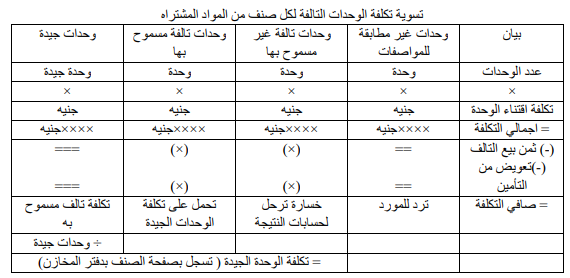 تسوية تكلفة الوحدات التالفة لكل صنف من المواد المشتراه
بيان وحدات غير مطابقة للمواصفات وحدات تالفة غير مسموح بها وحدات تالفة مسموح بها وحدات جيدة
عدد الوحدات وحدة وحدة وحدة وحدة جيدة
× × × × ×
تكلفة اقتناء الوحدة جنيه جنيه جنيه جنيه
= اجمالي التكلفة ××××جنيه ××××جنيه ××××جنيه ××××جنيه
(-) ثمن بيع التالف == (×) (×) ===
(-)تعويض من التأمين == (×) (×) ===
= صافي التكلفة ترد للمورد خسارة ترحل لحسابات النتيجة تحمل على تكلفة الوحدات الجيدة تكلفة تالف مسموح به
÷ وحدات جيدة
= تكلفة الوحدة الجيدة ( تسجل بصفحة الصنف بدفتر المخازن)